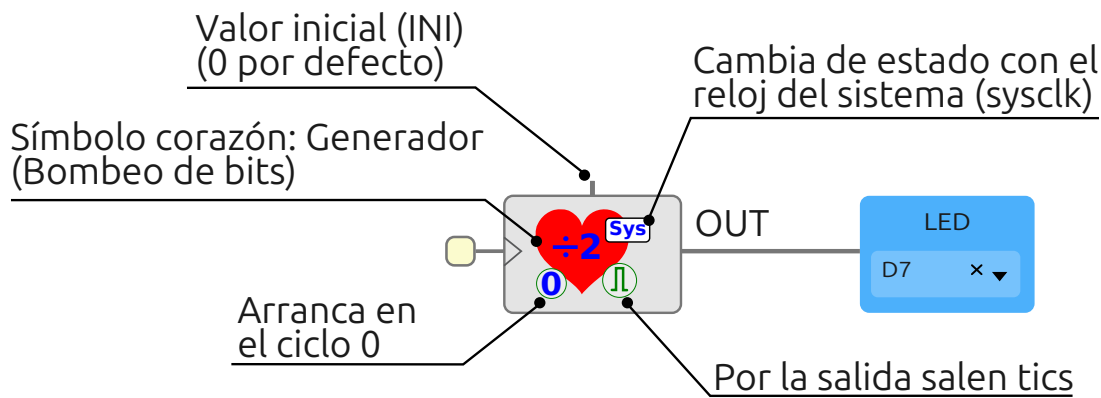 Valor inicial (INI)
(0 por defecto)
Cambia de estado con el
reloj del sistema (sysclk)
Símbolo corazón: Generador
(Bombeo de bits)
Sys
÷2
0
OUT
LED
D7
Arranca en
el ciclo 0
Por la salida salen tics